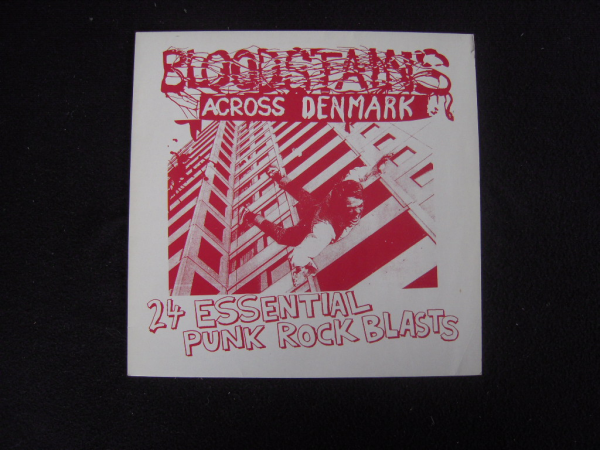 BLOODSTAINS
ACROSS DENMARK
24 ESSENTIAL
PUNK ROCK BLASTS